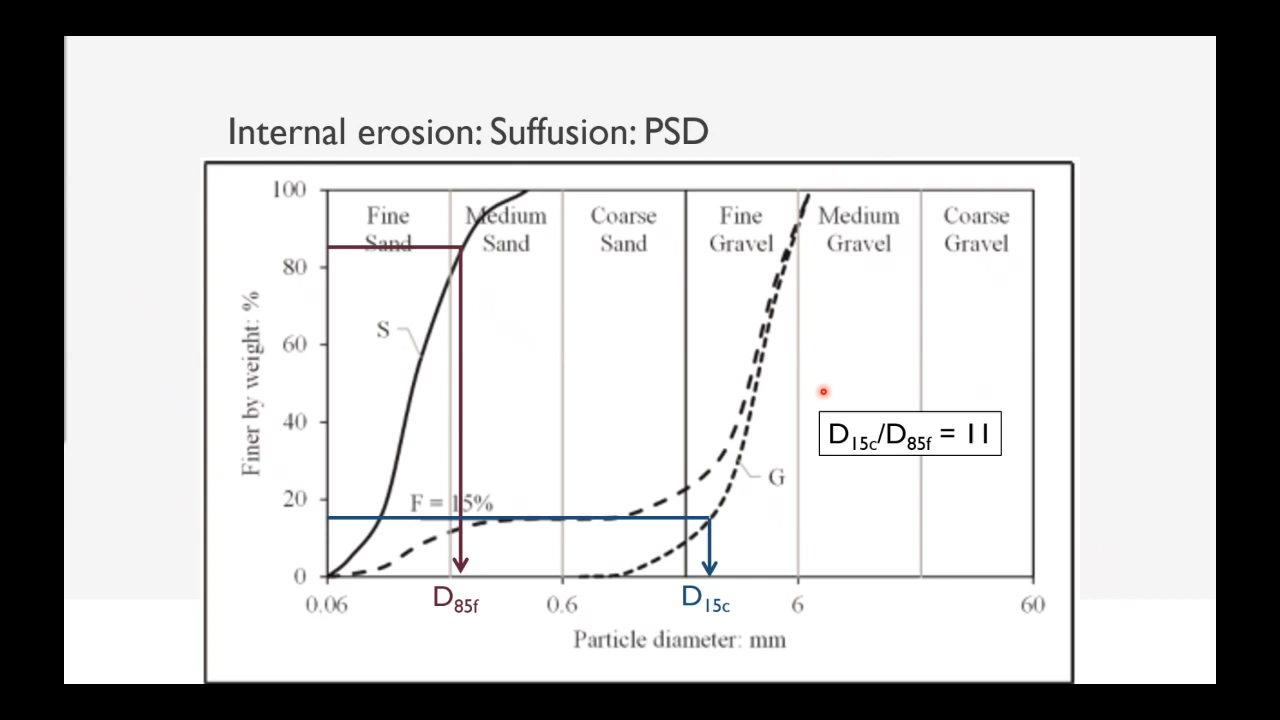 Internal erosion: Suffusion: PSD
100
80
60
40
20
0
Finer by weight: %
Fine
Sand
Medium
Sand
Coarse
Sand
Fine
Gravel
Medium
Gravel
Coarse
Gravel
S
F = 15%
G
D15c/D85f = 11
0.06
D85f
0.6
D15c
6
60
Particle diameter: mm